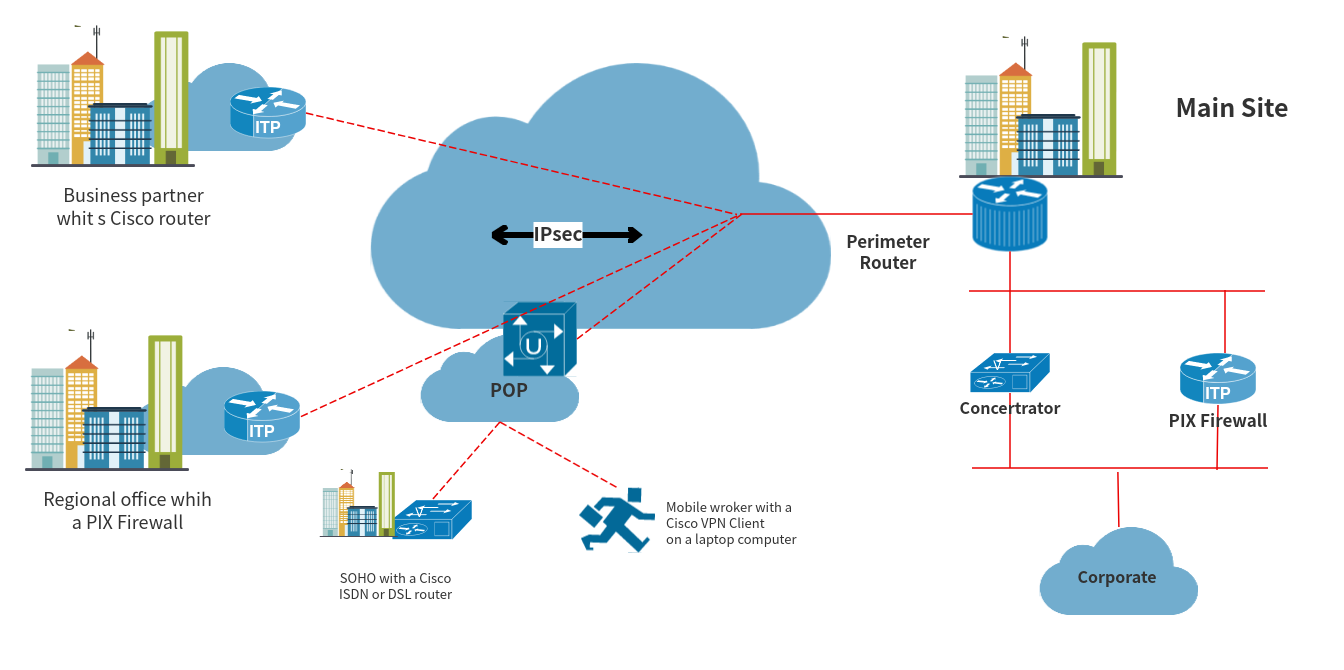 ITP
Business partner
whit s Cisco router
Main Site
IPsec
Perimeter
Router
U
POP
ITP
Regional office whih
a PIX Firewall
V
SOHO with a Cisco
ISDN or DSL router
Mobile wroker with a
Cisco VPN Client
on a laptop computer
V
Concertrator
ITP
PIX Firewall
Corporate